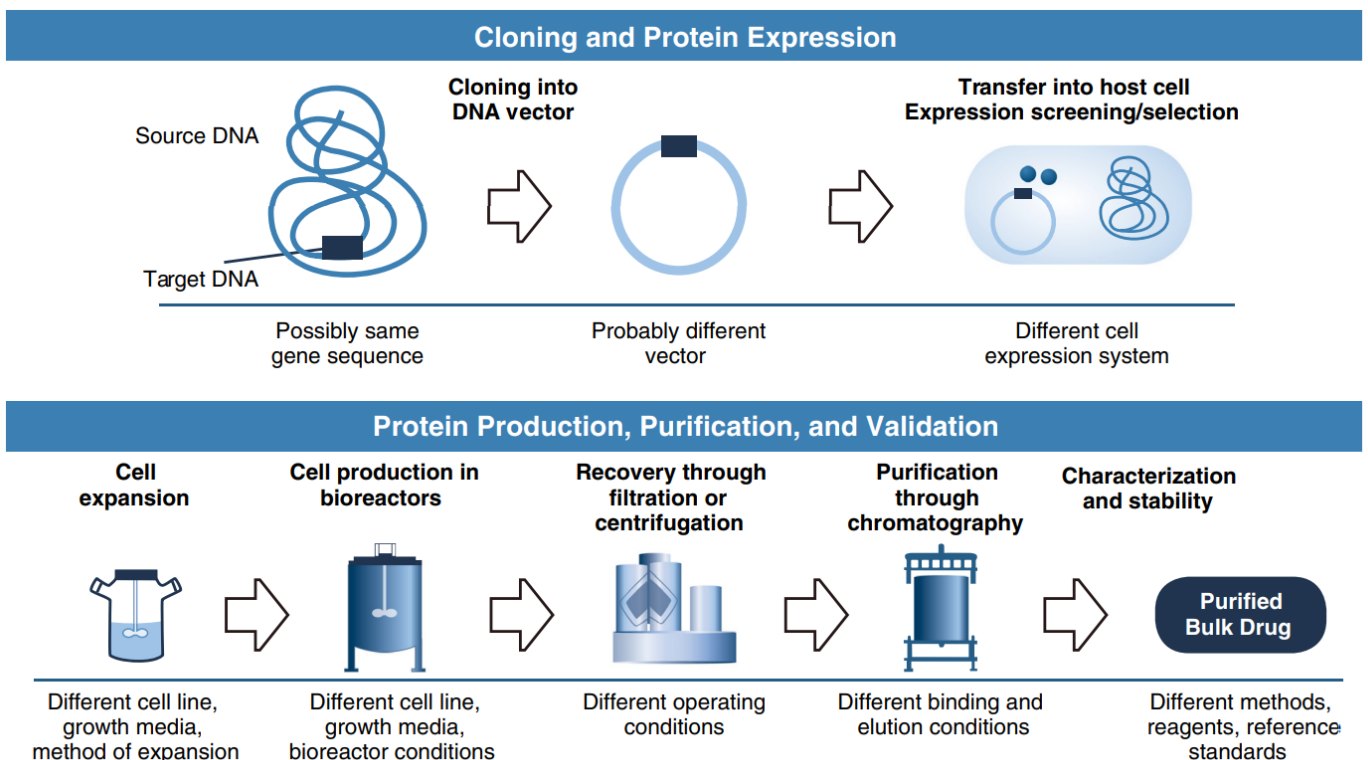 Cloning and Protein Expression
Source DNA
Target DNA
Cloning into
DNA vector
Transfer into host cell
Expression screening/selection
Possibly same
gene sequence
Probably different
vector
Different cell
expression system
Protein Production, Purification, and Validation
Cell
expansion
Cell production in
bioreactors
Recovery through
filtration or
centrifugation
Purification
through
chromatography
Characterization
and stability
Purified
Bulk Drug
Different cell line,
growth media,
method of expansion
Different cell line,
growth media,
bioreactor conditions
Different operating
conditions
Different binding and
elution conditions
Different methods,
reagents, reference
standards